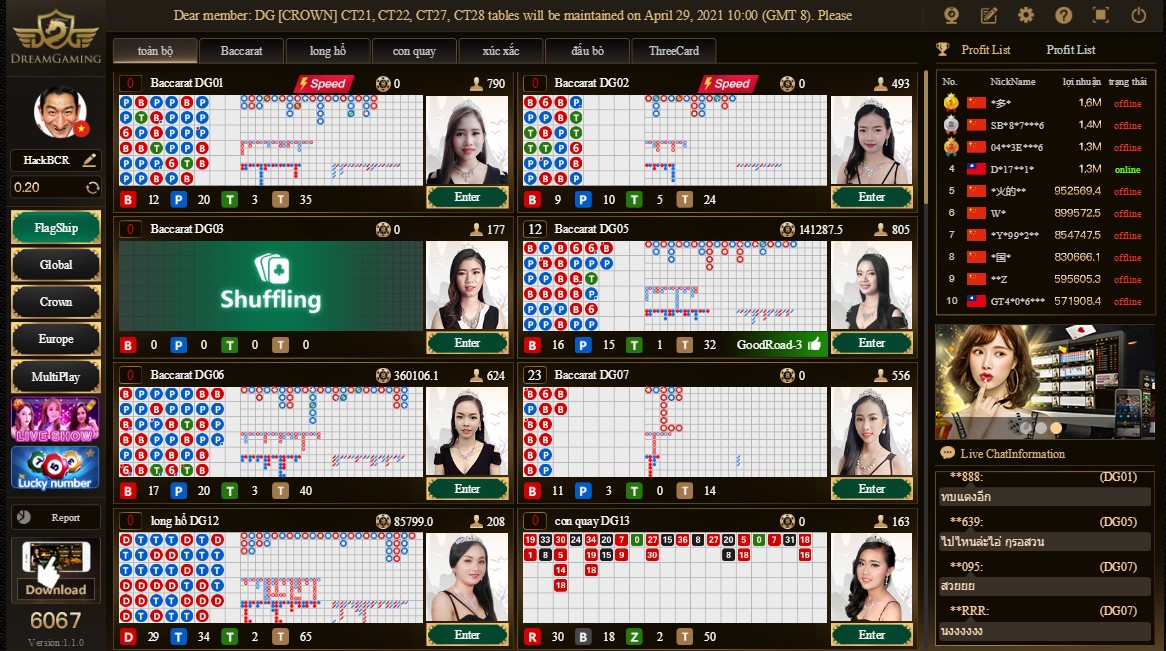 Dear member: DG [CROWN] CT21, CT22, CT27, CT28 tables will be maintained on April 29, 2021 10:00 (GMT 8). Please
DG
DREAMGAMING
HackBCR
0.20
FlagShip
Global
Crown
Europe
MultiPlay
LIVE SHOW
Lucky number
Report
Download
6067
Version:1.1.0
toàn bộ Baccarat long hổ con quay xúc xắc đấu bò ThreeCard
0 Baccarat DG01 Speed 0 790
Enter
B 12 P 20 T 3 T 35
0 Baccarat DG02 Speed 0 493
Enter
B 9 P 10 T 5 T 24
0 Baccarat DG03 0 177
Shuffling
Enter
B 0 P 0 T 0 T 0
12 Baccarat DG05 141287.5 805
Enter
B 16 P 15 T 1 T 32 GoodRoad-3
0 Baccarat DG06 360106.1 624
Enter
B 17 P 20 T 3 T 40
23 Baccarat DG07 0 556
Enter
B 11 P 3 T 0 T 14
0 long hổ DG12 85799.0 208
Enter
D 29 T 34 T 2 T 65
0 con quay DG13 0 163
19 33 30 24 34 20 7 0 27 15 36 8 27 20 5 0 7 31 18
1 8 5 19 15 9 30 8 18 16
14 18
18
Enter
R 30 B 18 Z 2 T 50
Profit List Profit List
No. NickName lợi nhuận trạng thái
*多* 1,6M offline
SB*8*7***6 1,4M offline
04**3E***6 1,3M offline
4 D*17**1* 1,3M online
5 *火的** 952569.4 offline
6 W* 899572.5 offline
7 *Y*99*2** 854747.5 offline
8 *国* 830666.1 offline
9 **Z 595605.3 offline
10 GT4*0*6*** 571908.4 offline
Live ChatInformation
**888: (DG01)
ทบแดงอีก
**639: (DG05)
ไปไหนล่ะไอ่ กุรอสวน
**095: (DG07)
สวยยย
**RRR: (DG07)
นงงงงงง